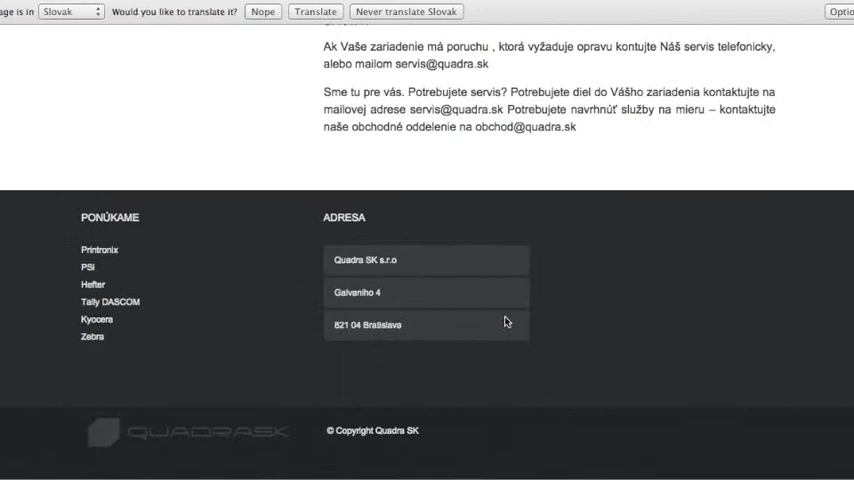 age is in Slovak Would you like to translate it? Nope Translate Never translate Slovak Optio
Ak Vaše zariadenie má poruchu , ktorá vyžaduje opravu kontujte Náš servis telefonicky,
alebo mailom servis@quadra.sk
Sme tu pre vás. Potrebujete servis? Potrebujete diel do Vášho zariadenia kontaktujte na
mailovej adrese servis@quadra.sk Potrebujete navrhnúť služby na mieru – kontaktujte
naše obchodné oddelenie na obchod@quadra.sk
PONÚKAME
Printronix
PSi
Hefter
Tally DASCOM
Kyocera
Zebra
ADRESA
Quadra SK s.r.o
Galveniho 4
821 04 Bratislava
QUADRASK
© Copyright Quadra SK